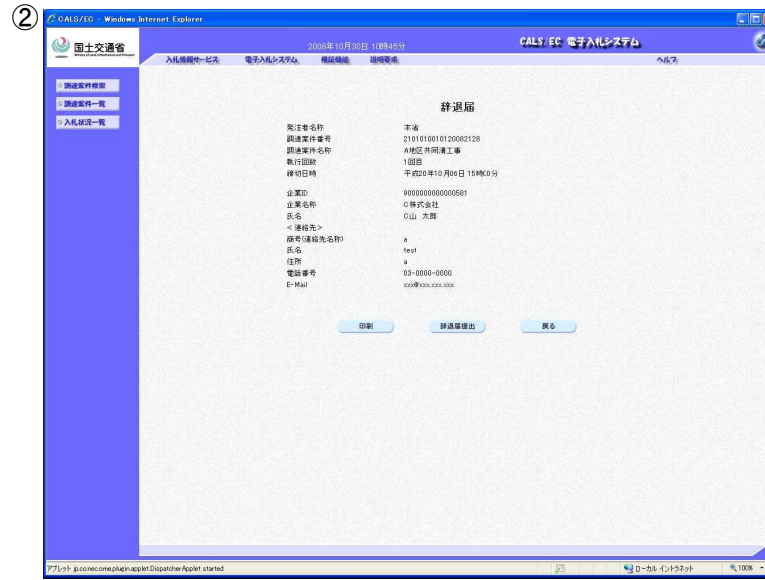 ②
CALS/EC - Windows Internet Explorer
国土交通省
Ministry of Land, Infrastructure and Transport
2008年10月30日 10時45分
CALS/EC 電子入札システム
入札情報サービス 電子入札システム 検証機能 説明要求 ヘルプ
調達案件検索
調達案件一覧
入札状況一覧
辞退届
発注者名称 本省
調達案件番号 2101010010120082128
調達案件名称 A地区共同溝工事
執行回数 1回目
締切日時 平成20年10月06日 15時00分
企業ID 9000000000000581
企業名称 C株式会社
氏名 C山 太郎
<連絡先>
商号(連絡先名称) a
氏名 test
住所 a
電話番号 03-0000-0000
E-Mail xxx@xxx.xxx.xxx
印刷 辞退届提出 戻る
アプレット jp.co.nec.ome.plugin.applet.DispatcherApplet started ローカル イントラネット 100%